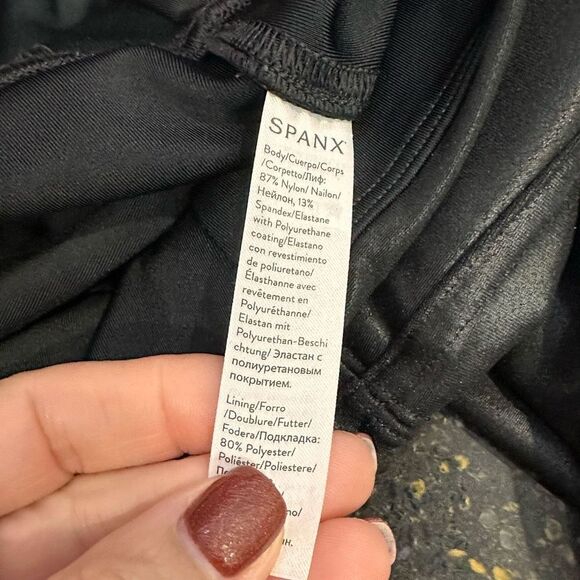 SPANX
Body/Cuerpo/Corps
/Corpetto/Лиф:
87% Nylon/ Nailon/
Нейлон, 13%
Spandex/Elastane
with Polyurethane
coating/Elastano
con revestimiento
de poliuretano/
Élasthanne avec
revêtement en
Polyuréthanne/
Elastan mit
Polyurethan-Beschi
chtung/ Эластан с
полиуретановым
покрытием.
Lining/Forro
/Doublure/Futter/
Fodera/Подкладка:
80% Polyester/
Poliéster/Poliestere/